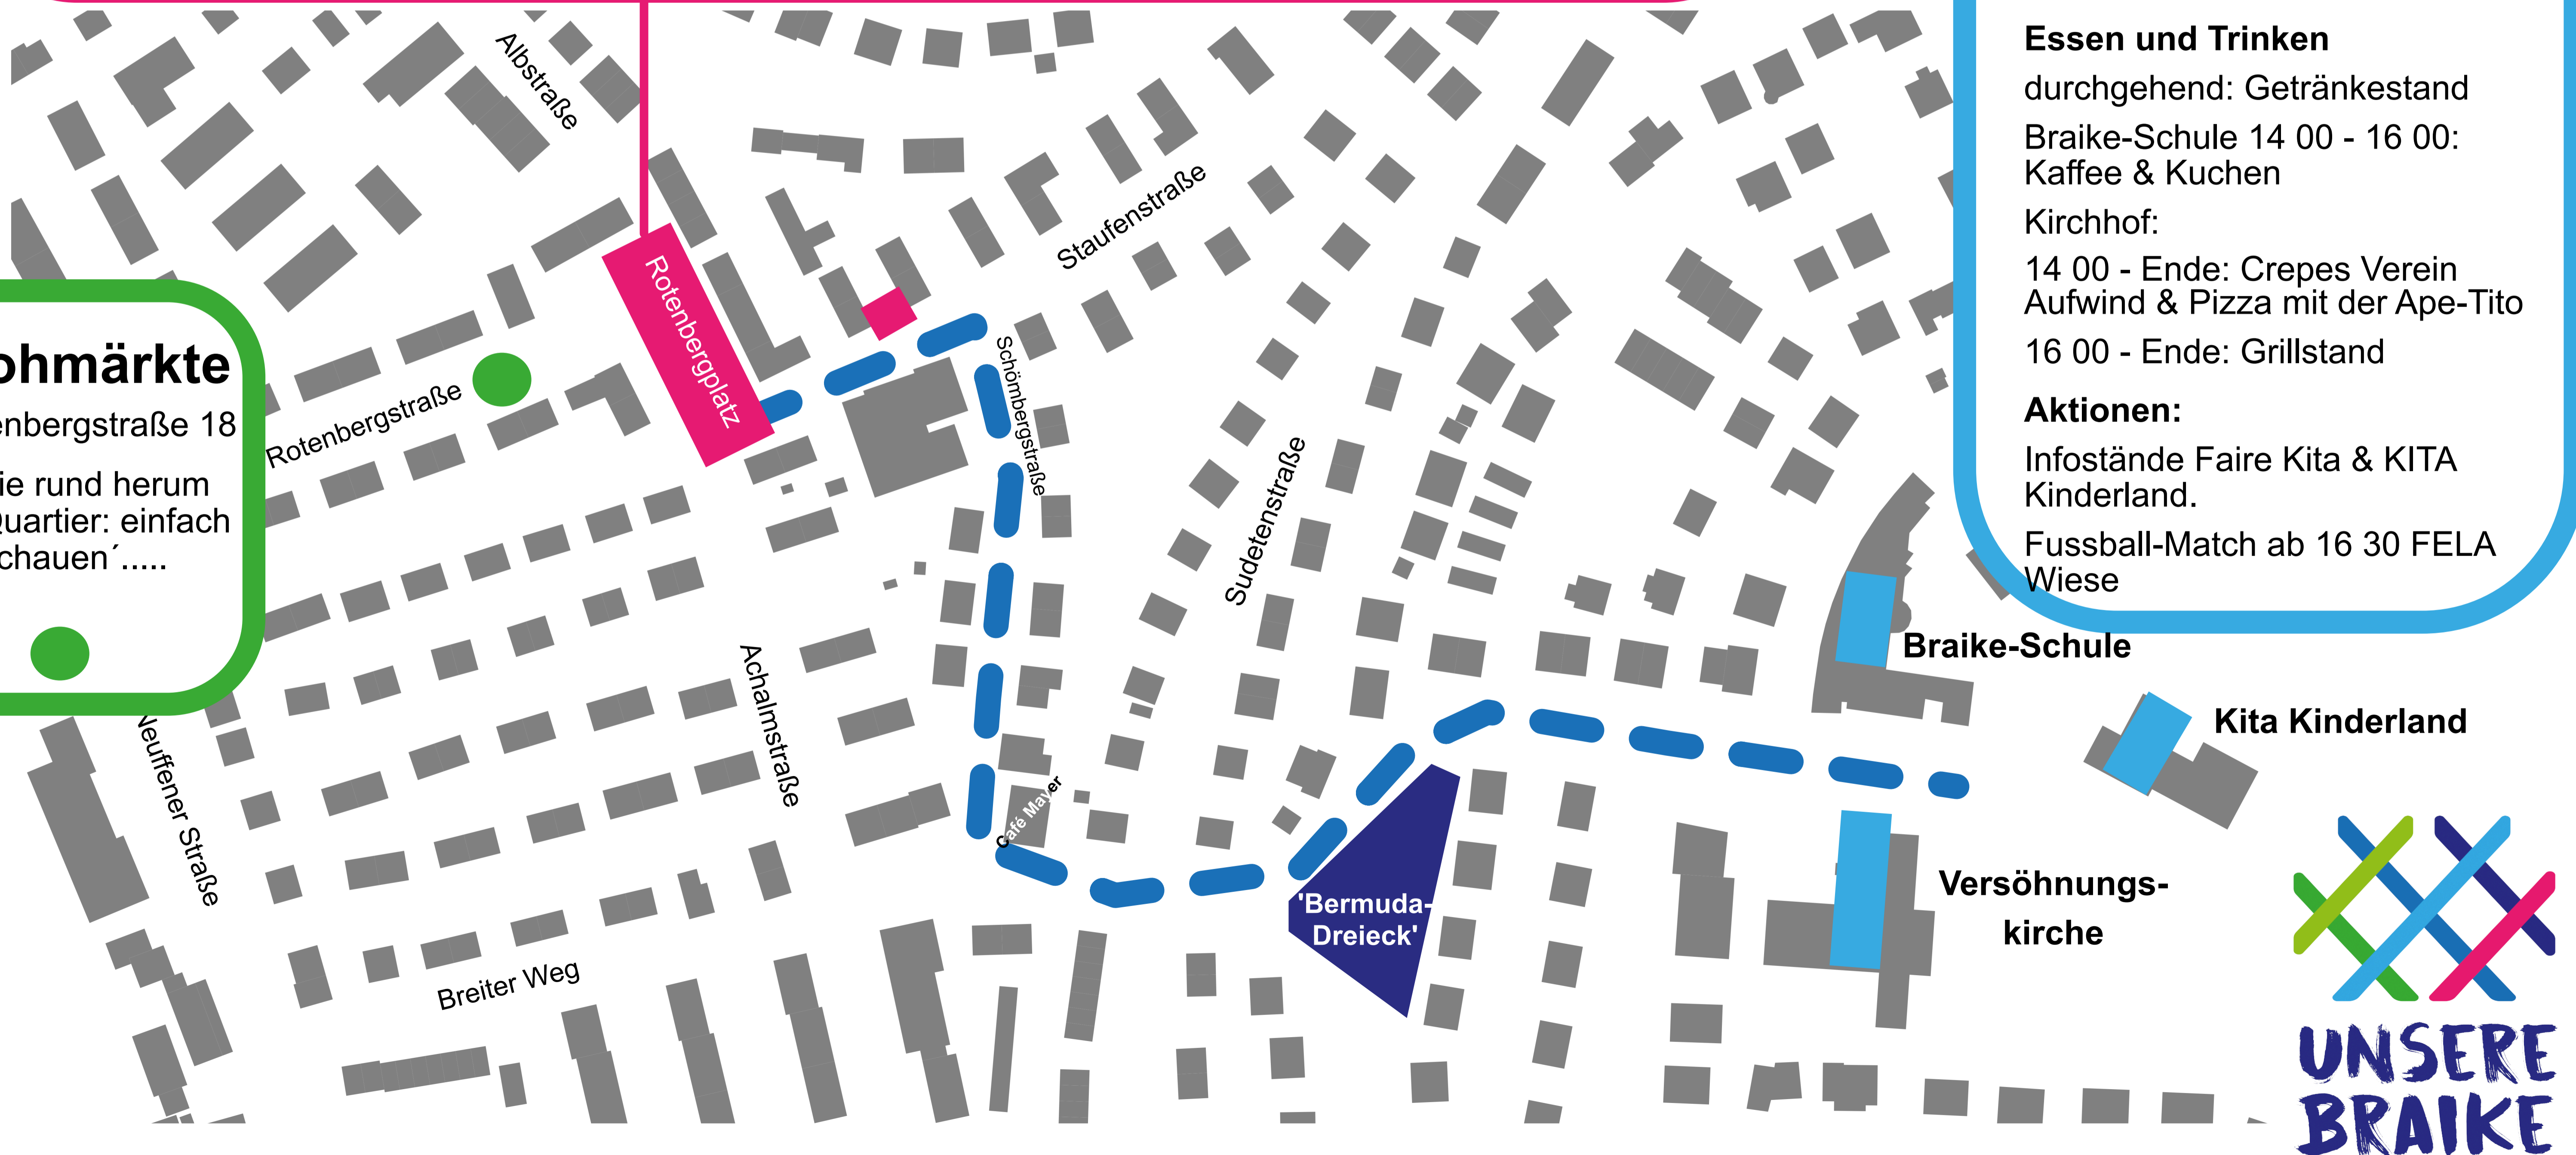 Essen und Trinken
durchgehend: Getränkestand
Braike-Schule 14 00 - 16 00:
Kaffee & Kuchen
Kirchhof:
14 00 - Ende: Crepes Verein
Aufwind & Pizza mit der Ape-Tito
16 00 - Ende: Grillstand
Aktionen:
Infostände Faire Kita & KITA
Kinderland.
Fussball-Match ab 16 30 FELA
Wiese
Albstraße
Staufenstraße
Rotenbergplatz
Schömbergstraße
Rotenbergstraße
ohmärkte
enbergstraße 18
ie rund herum
Quartier: einfach
chauen´.....
Sudetenstraße
Achalmstraße
Neuffener Straße
Café Mayer
Breiter Weg
'Bermuda-
Dreieck'
Braike-Schule
Kita Kinderland
Versöhnungs-
kirche
UNSERE
BRAIKE